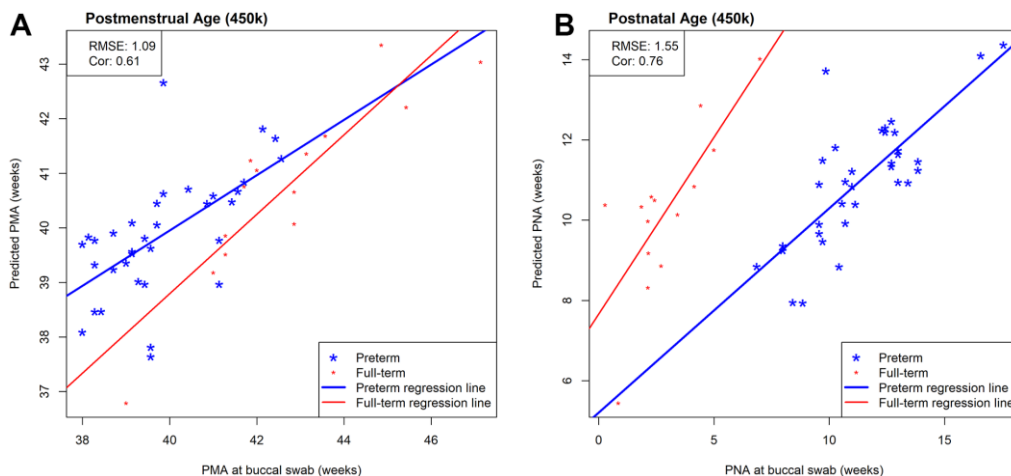 A
Postmenstrual Age (450k)
RMSE: 1.09
Cor: 0.61
Predicted PMA (weeks)
43
42
41
40
39
38
37
Preterm
Full-term
Preterm regression line
Full-term regression line
38 40 42 44 46
PMA at buccal swab (weeks)
B
Postnatal Age (450k)
RMSE: 1.55
Cor: 0.76
Predicted PNA (weeks)
14
12
10
8
6
Preterm
Full-term
Preterm regression line
Full-term regression line
0 5 10 15
PNA at buccal swab (weeks)